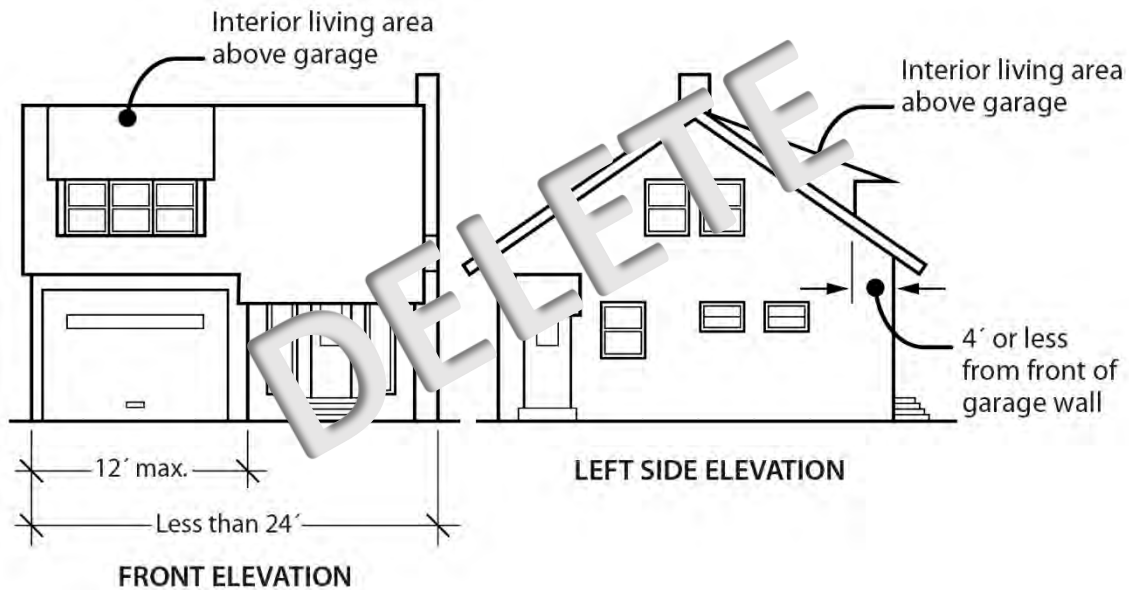 Interior living area
above garage
Interior living area
above garage
DELETE
4´ or less
from front of
garage wall
12´ max.
Less than 24´
LEFT SIDE ELEVATION
FRONT ELEVATION